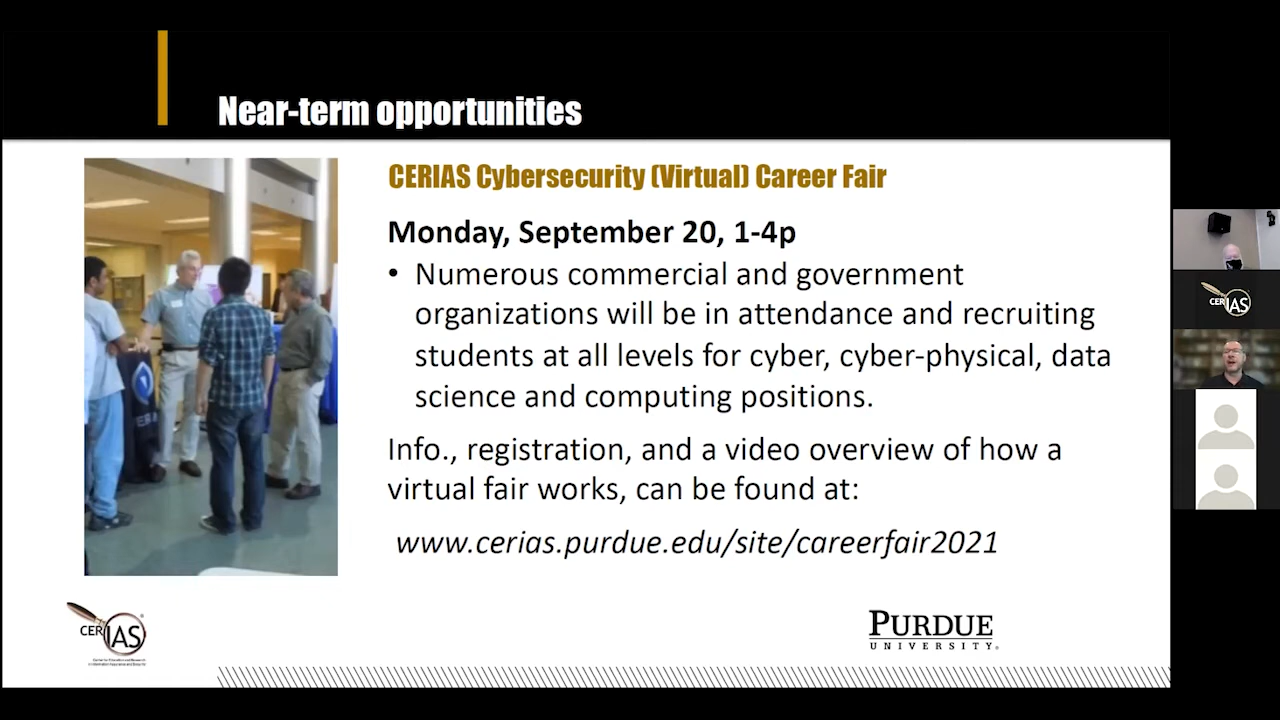 Near-term opportunities
CERIAS Cybersecurity (Virtual) Career Fair
Monday, September 20, 1-4p
• Numerous commercial and government
organizations will be in attendance and recruiting
students at all levels for cyber, cyber-physical, data
science and computing positions.
Info., registration, and a video overview of how a
virtual fair works, can be found at:
www.cerias.purdue.edu/site/careerfair2021
CERIAS
PURDUE
UNIVERSITY®
CERIAS